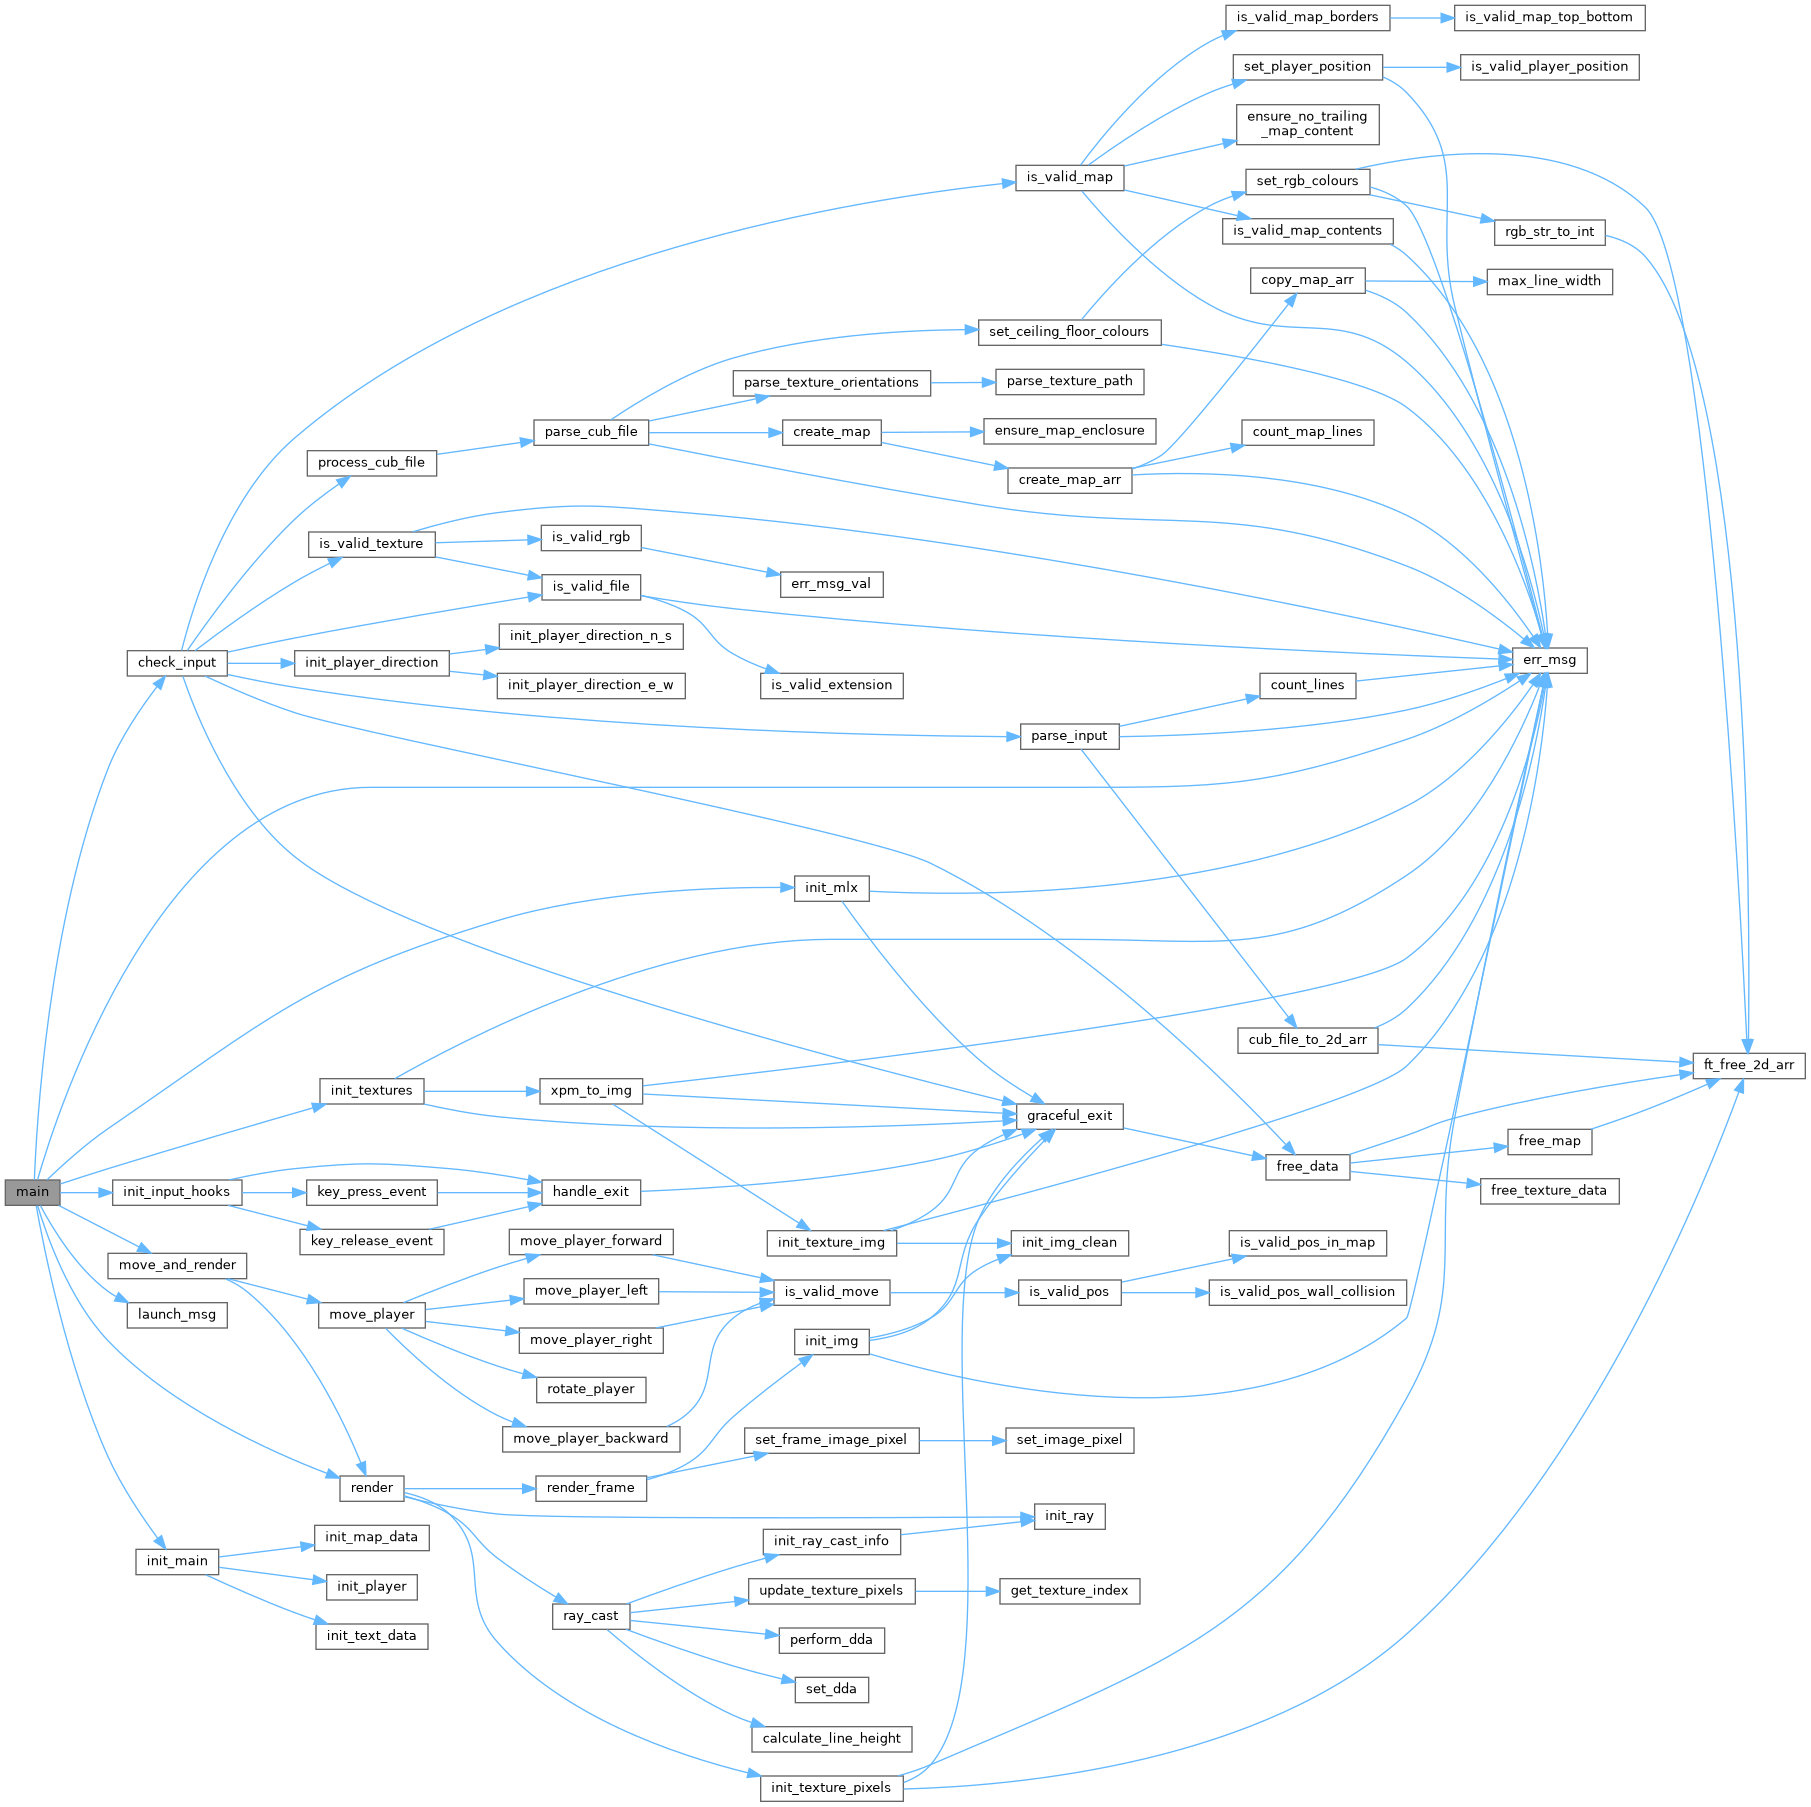 is_valid_map_borders
is_valid_map_top_bottom
set_player_position
is_valid_player_position
ensure_no_trailing
_map_content
is_valid_map
set_rgb_colours
is_valid_map_contents
rgb_str_to_int
copy_map_arr
max_line_width
set_ceiling_floor_colours
parse_texture_orientations
parse_texture_path
parse_cub_file
create_map
ensure_map_enclosure
count_map_lines
process_cub_file
create_map_arr
is_valid_texture
is_valid_rgb
is_valid_file
err_msg_val
init_player_direction_n_s
check_input
init_player_direction
err_msg
init_player_direction_e_w
is_valid_extension
count_lines
parse_input
init_mlx
cub_file_to_2d_arr
ft_free_2d_arr
init_textures
xpm_to_img
graceful_exit
free_map
free_data
main
init_input_hooks
key_press_event
handle_exit
free_texture_data
key_release_event
move_player_forward
init_texture_img
init_img_clean
is_valid_pos_in_map
move_and_render
move_player_left
is_valid_move
is_valid_pos
is_valid_pos_wall_collision
launch_msg
move_player
move_player_right
init_img
rotate_player
move_player_backward
set_frame_image_pixel
set_image_pixel
render
render_frame
init_ray
init_map_data
init_ray_cast_info
init_main
init_player
update_texture_pixels
get_texture_index
ray_cast
init_text_data
perform_dda
set_dda
calculate_line_height
init_texture_pixels